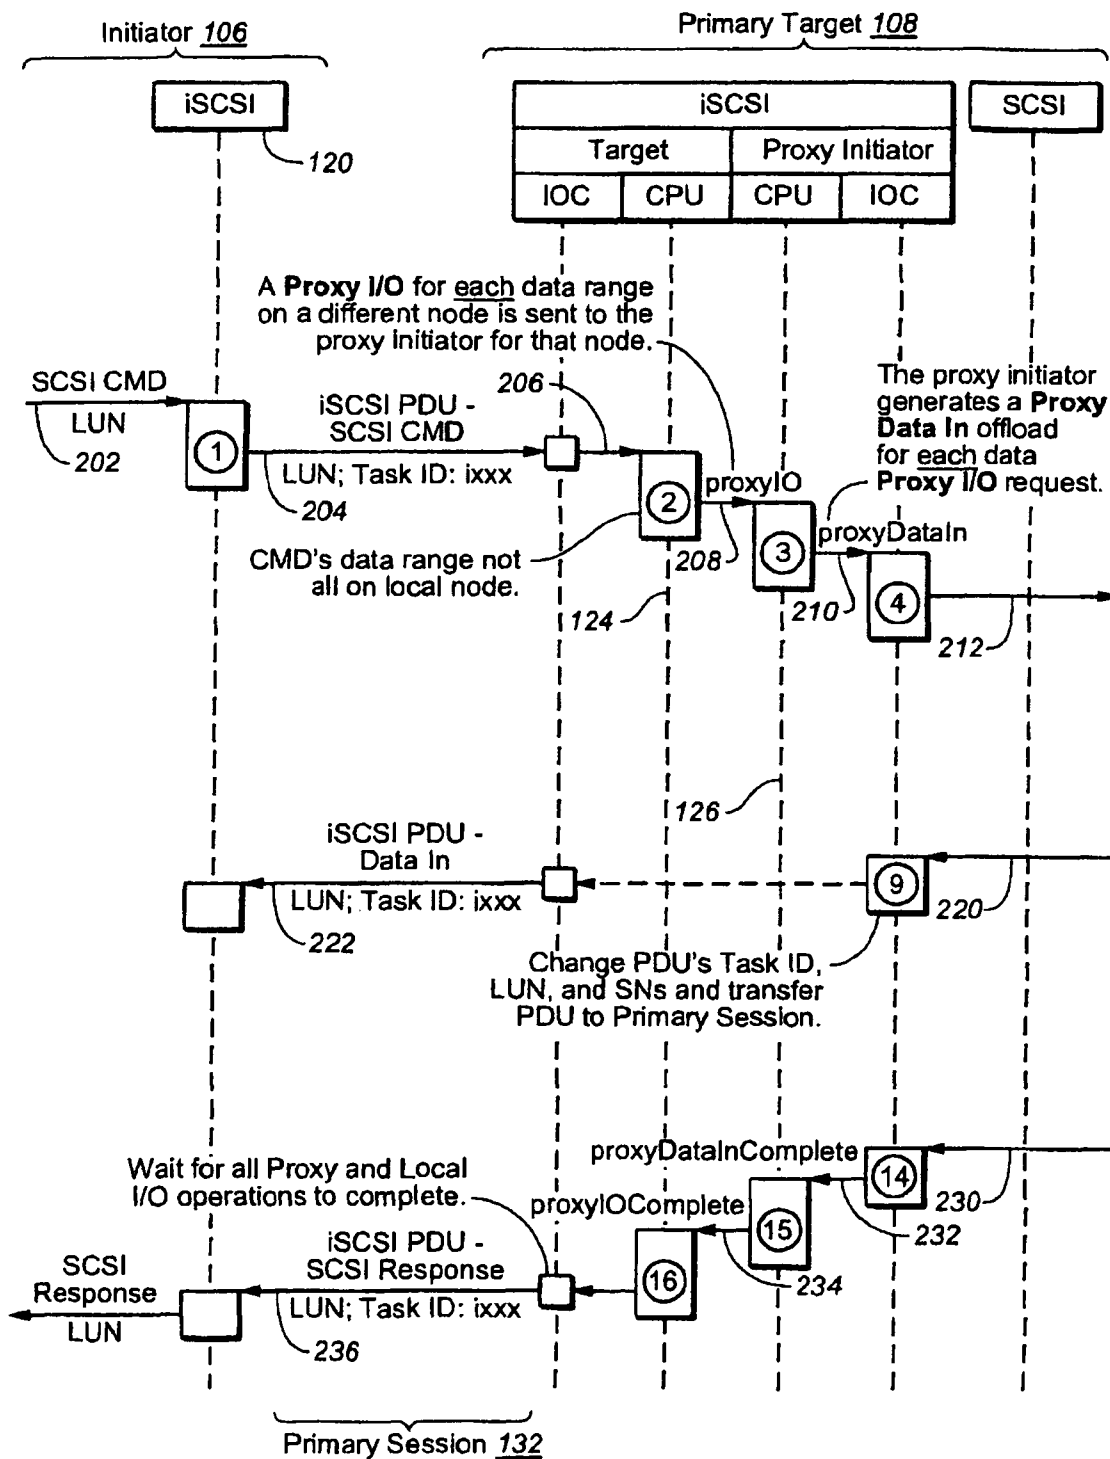 Initiator 106
Primary Target 108
iSCSI
120
iSCSI
SCSI
Target
Proxy Initiator
IOC
CPU
CPU
IOC
A Proxy I/O for each data range
on a different node is sent to the
proxy initiator for that node.
SCSI CMD
LUN
202
1
iSCSI PDU -
SCSI CMD
LUN; Task ID: ixxx
204
206
2
proxyIO
208
The proxy initiator
generates a Proxy
Data In offload
for each data
Proxy I/O request.
CMD's data range not
all on local node.
124
3
proxyDataIn
210
4
212
126
iSCSI PDU -
Data In
LUN; Task ID: ixxx
222
9
220
Change PDU's Task ID,
LUN, and SNs and transfer
PDU to Primary Session.
proxyDataInComplete
14
230
232
Wait for all Proxy and Local
I/O operations to complete.
proxyIOComplete
15
234
SCSI
Response
LUN
iSCSI PDU -
SCSI Response
LUN; Task ID: ixxx
236
16
Primary Session 132